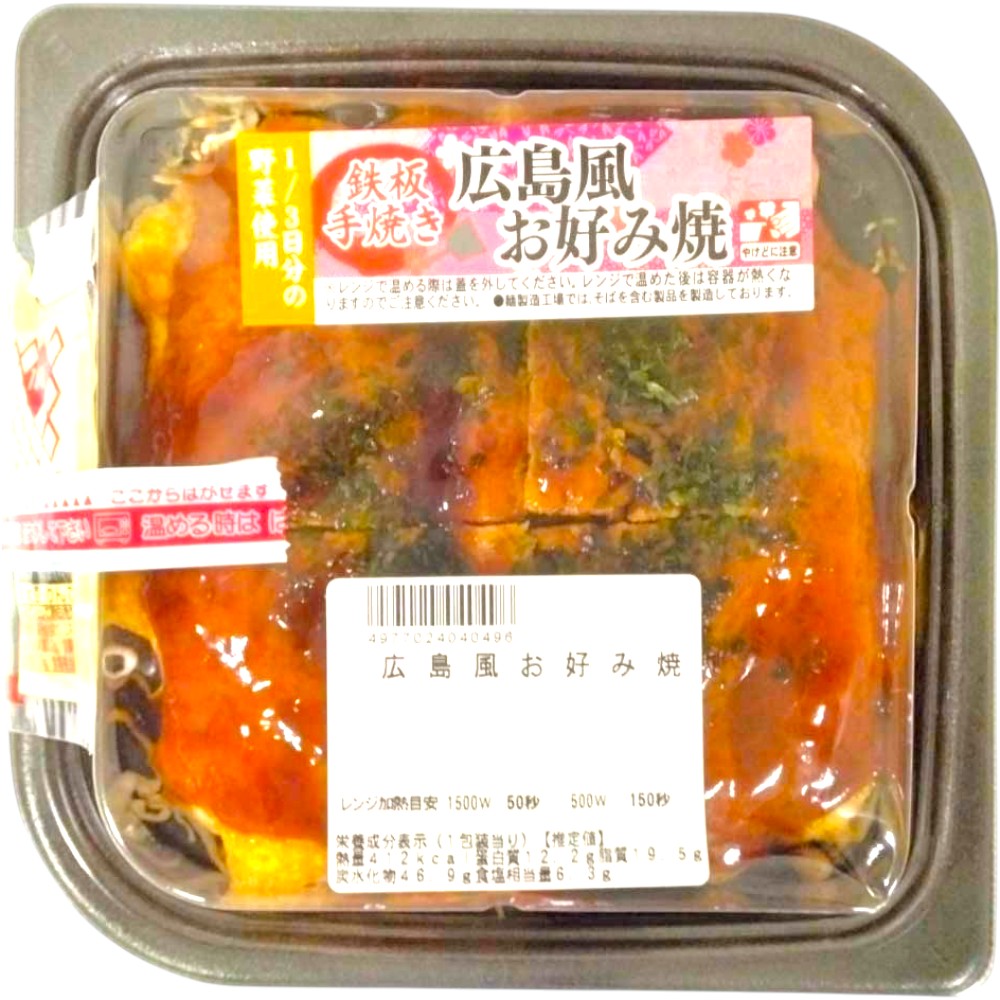 1/3日分の
野菜使用
鉄板
手焼き
広島風
お好み焼
やけどに注意
※レンジで温める際は蓋を外してください。レンジで温めた後は容器が熱くな
りますのでご注意ください。 ●麺製造工場では、そばを含む製品を製造しております。
ここからはがせます
して下さい 温める時は は
4977024040496
広島風お好み焼
レンジ加熱目安 1500W 50秒 500W 150秒
栄養成分表示（1包装当り）【推定値】
熱量412kcal蛋白質12.2g脂質19.5g
炭水化物46.9g食塩相当量6.3g